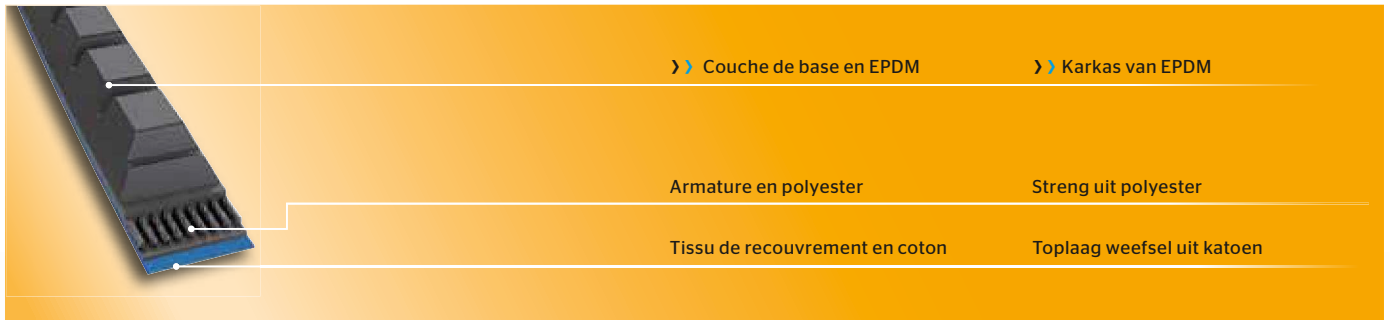 ❯❯ Couche de base en EPDM
❯❯ Karkas van EPDM
Armature en polyester
Streng uit polyester
Tissu de recouvrement en coton
Toplaag weefsel uit katoen